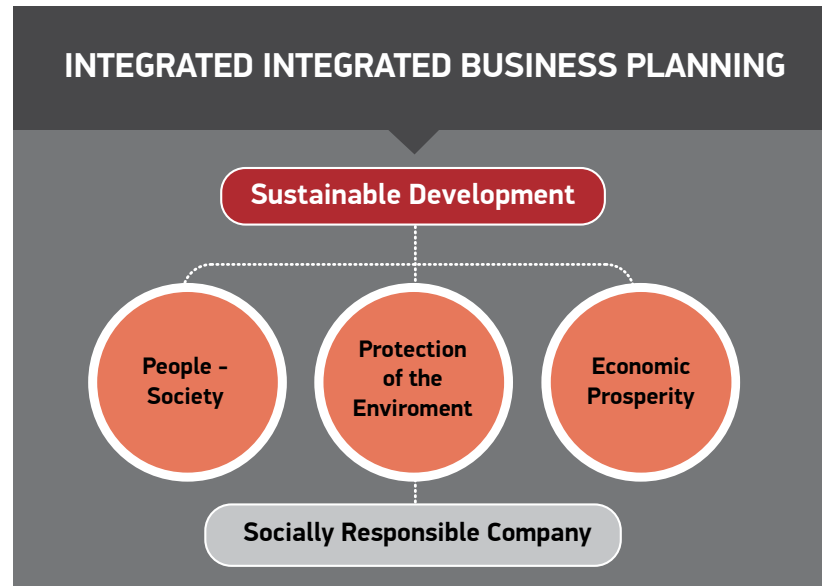 INTEGRATED INTEGRATED BUSINESS PLANNING
Sustainable Development
People -
Society
Protection
of the
Enviroment
Economic
Prosperity
Socially Responsible Company